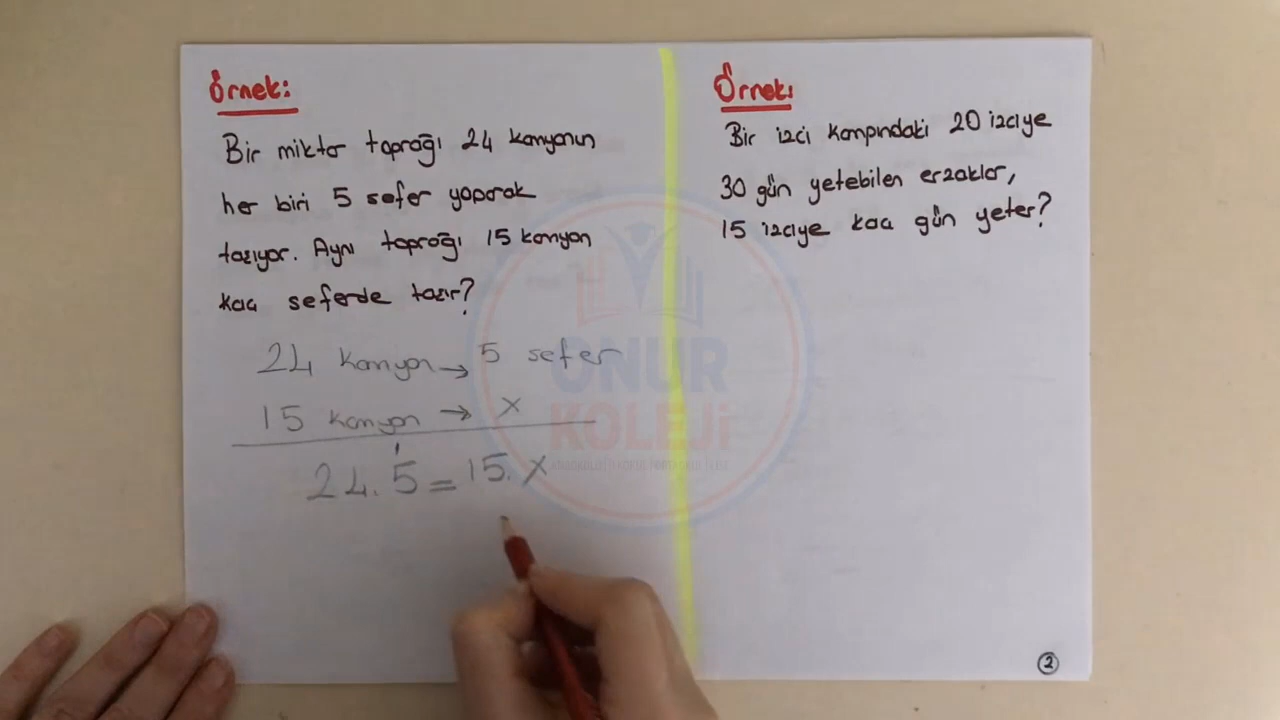 Örnek:
Bir miktar toprağı 24 kamyonun
her biri 5 sefer yaparak
taşıyor. Aynı toprağı 15 kamyon
kaç seferde taşır?
24 kamyon → 5 sefer
15 kamyon → x
24. 5 = 15. x
Örnek:
Bir izci kampındaki 20 izciye
30 gün yetebilen erzaklar,
15 izciye kaç gün yeter?
ONUR
KOLEJİ
2